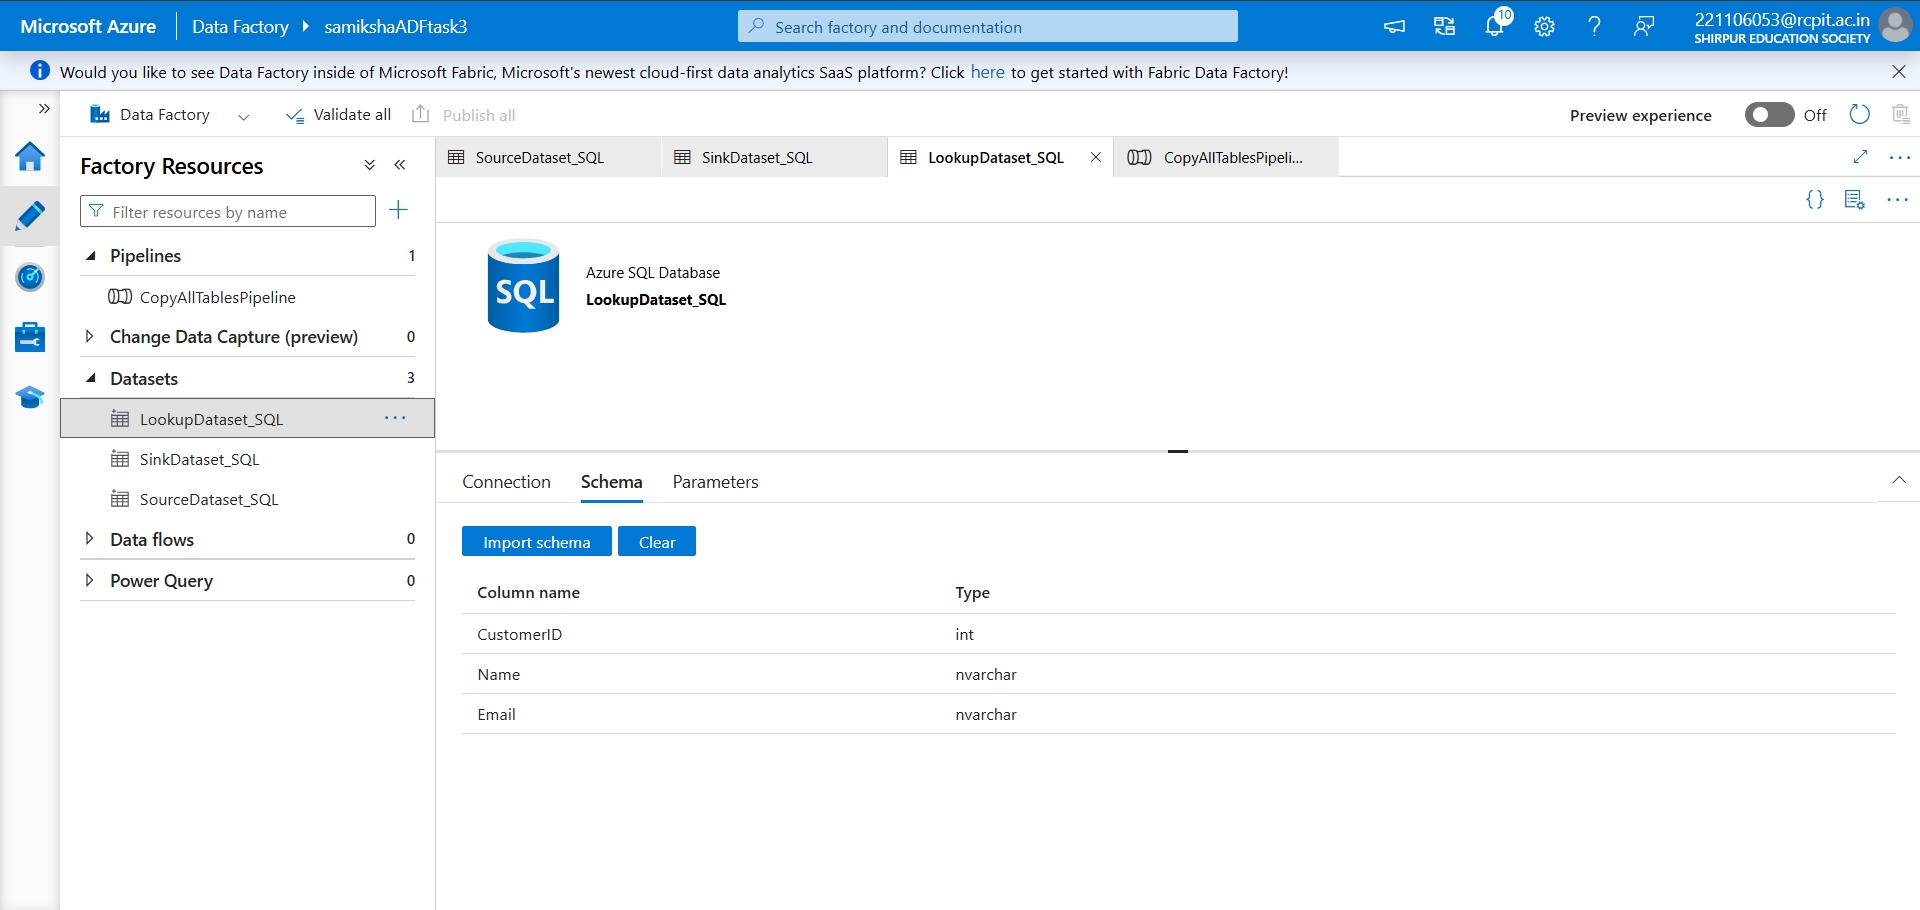 Microsoft Azure
Data Factory
samikshaADFtask3
Search factory and documentation
10
221106053@rcpit.ac.in
SHIRPUR EDUCATION SOCIETY
Would you like to see Data Factory inside of Microsoft Fabric, Microsoft's newest cloud-first data analytics SaaS platform? Click here to get started with Fabric Data Factory!
Data Factory
Validate all
Publish all
Preview experience
Off
Factory Resources
SourceDataset_SQL
SinkDataset_SQL
LookupDataset_SQL
CopyAllTablesPipeli...
Filter resources by name
Pipelines 1
CopyAllTablesPipeline
Change Data Capture (preview) 0
Datasets 3
LookupDataset_SQL
SinkDataset_SQL
SourceDataset_SQL
Data flows 0
Power Query 0
SQL
Azure SQL Database
LookupDataset_SQL
Connection
Schema
Parameters
Import schema
Clear
Column name Type
CustomerID int
Name nvarchar
Email nvarchar